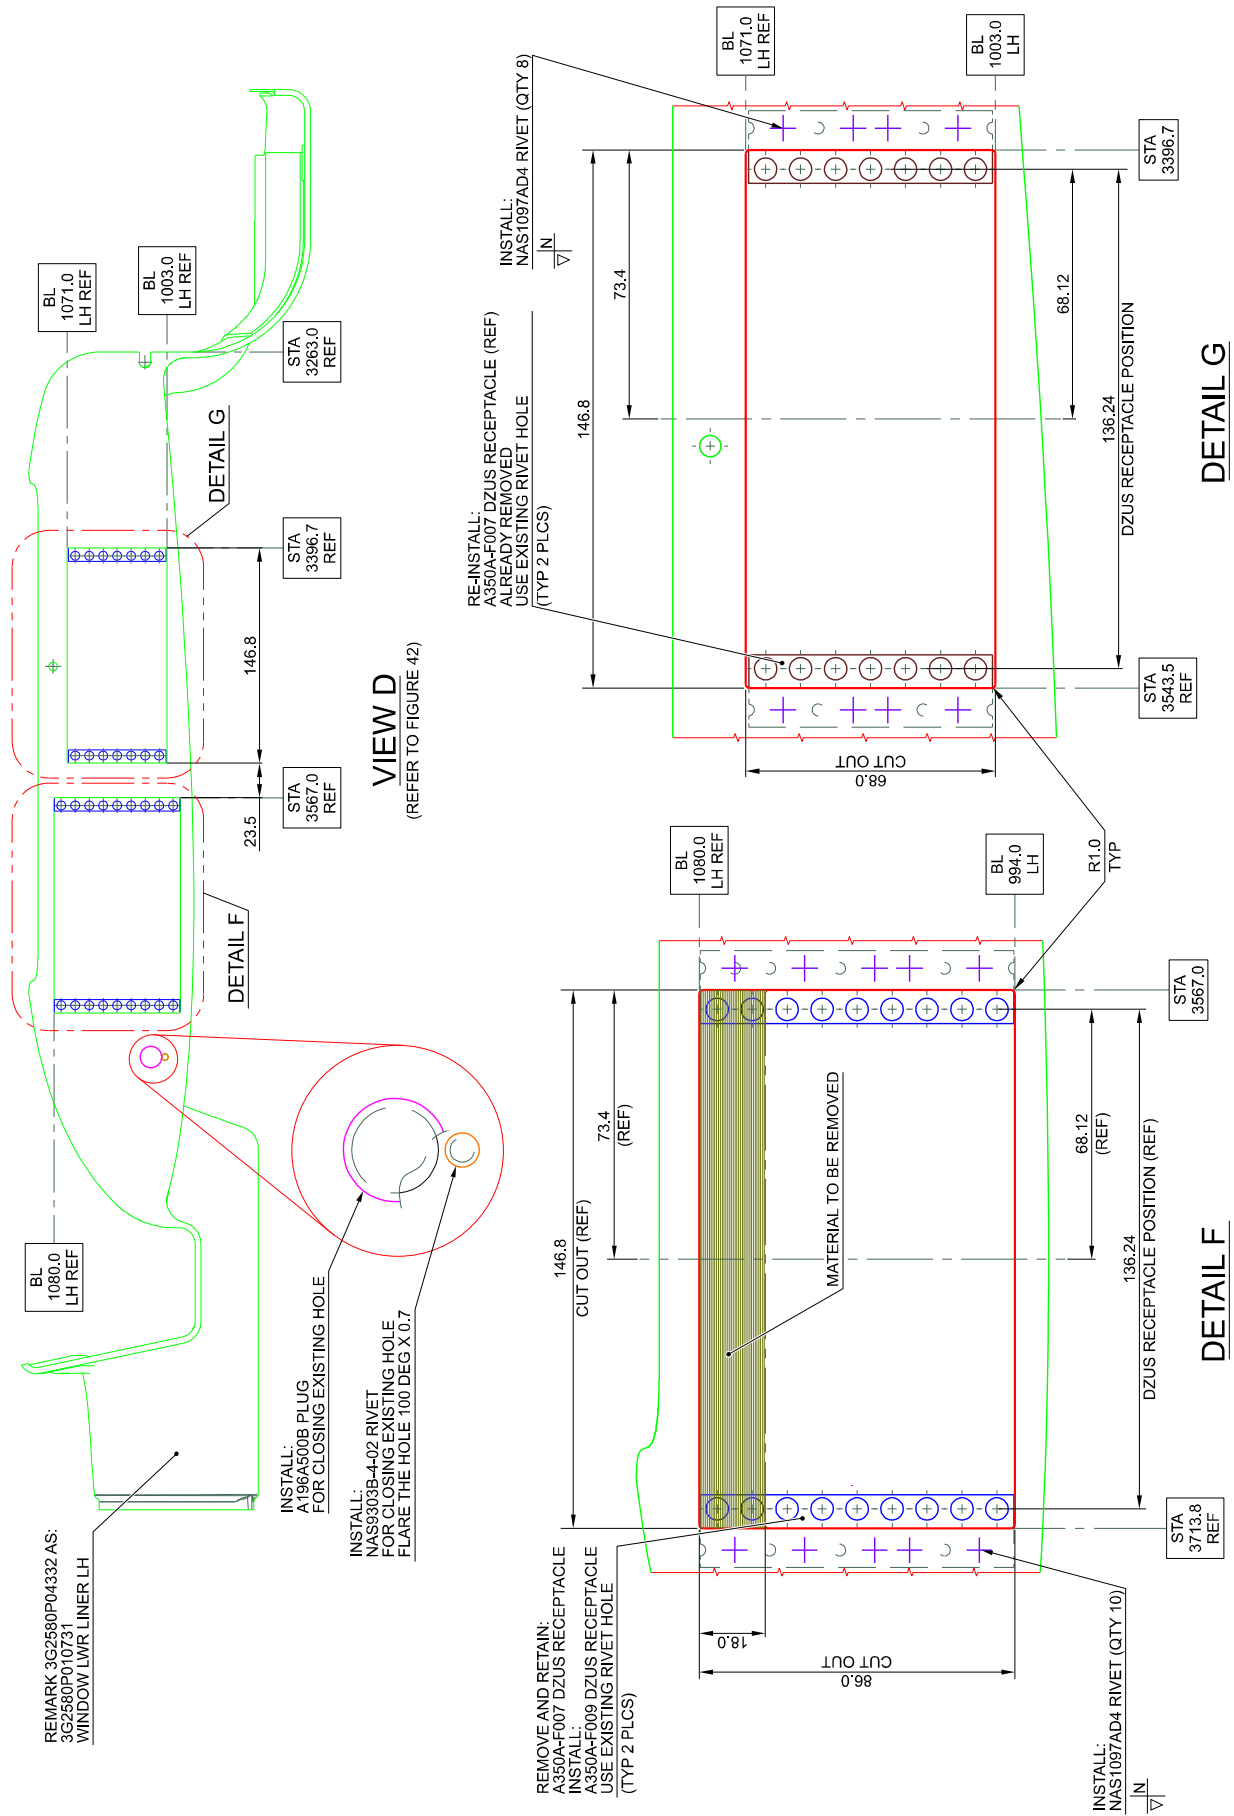 REMARK 3G2580P04332 AS:
3G2580P010731
WINDOW LWR LINER LH
BL
1080.0
LH REF
BL
1071.0
LH REF
BL
1003.0
LH REF
STA
3263.0
REF
STA
3396.7
REF
STA
3567.0
REF
DETAIL G
DETAIL F
146.8
23.5
VIEW D
(REFER TO FIGURE 42)
INSTALL:
A196A500B PLUG
FOR CLOSING EXISTING HOLE
INSTALL:
NAS9303B-4-02 RIVET
FOR CLOSING EXISTING HOLE
FLARE THE HOLE 100 DEG X 0.7
REMOVE AND RETAIN:
A350A-F007 DZUS RECEPTACLE
INSTALL:
A350A-F009 DZUS RECEPTACLE
USE EXISTING RIVET HOLE
(TYP 2 PLCS)
146.8
CUT OUT (REF)
73.4
(REF)
BL
1080.0
LH REF
BL
994.0
LH
MATERIAL TO BE REMOVED
18.0
86.0
CUT OUT
68.12
(REF)
136.24
DZUS RECEPTACLE POSITION (REF)
STA
3713.8
REF
STA
3567.0
R1.0
TYP
INSTALL:
NAS1097AD4 RIVET (QTY 10)
N
DETAIL F
RE-INSTALL:
A350A-F007 DZUS RECEPTACLE (REF)
ALREADY REMOVED
USE EXISTING RIVET HOLE
(TYP 2 PLCS)
INSTALL:
NAS1097AD4 RIVET (QTY 8)
N
146.8
73.4
BL
1071.0
LH REF
BL
1003.0
LH
68.0
CUT OUT
68.12
136.24
DZUS RECEPTACLE POSITION
STA
3543.5
REF
STA
3396.7
DETAIL G